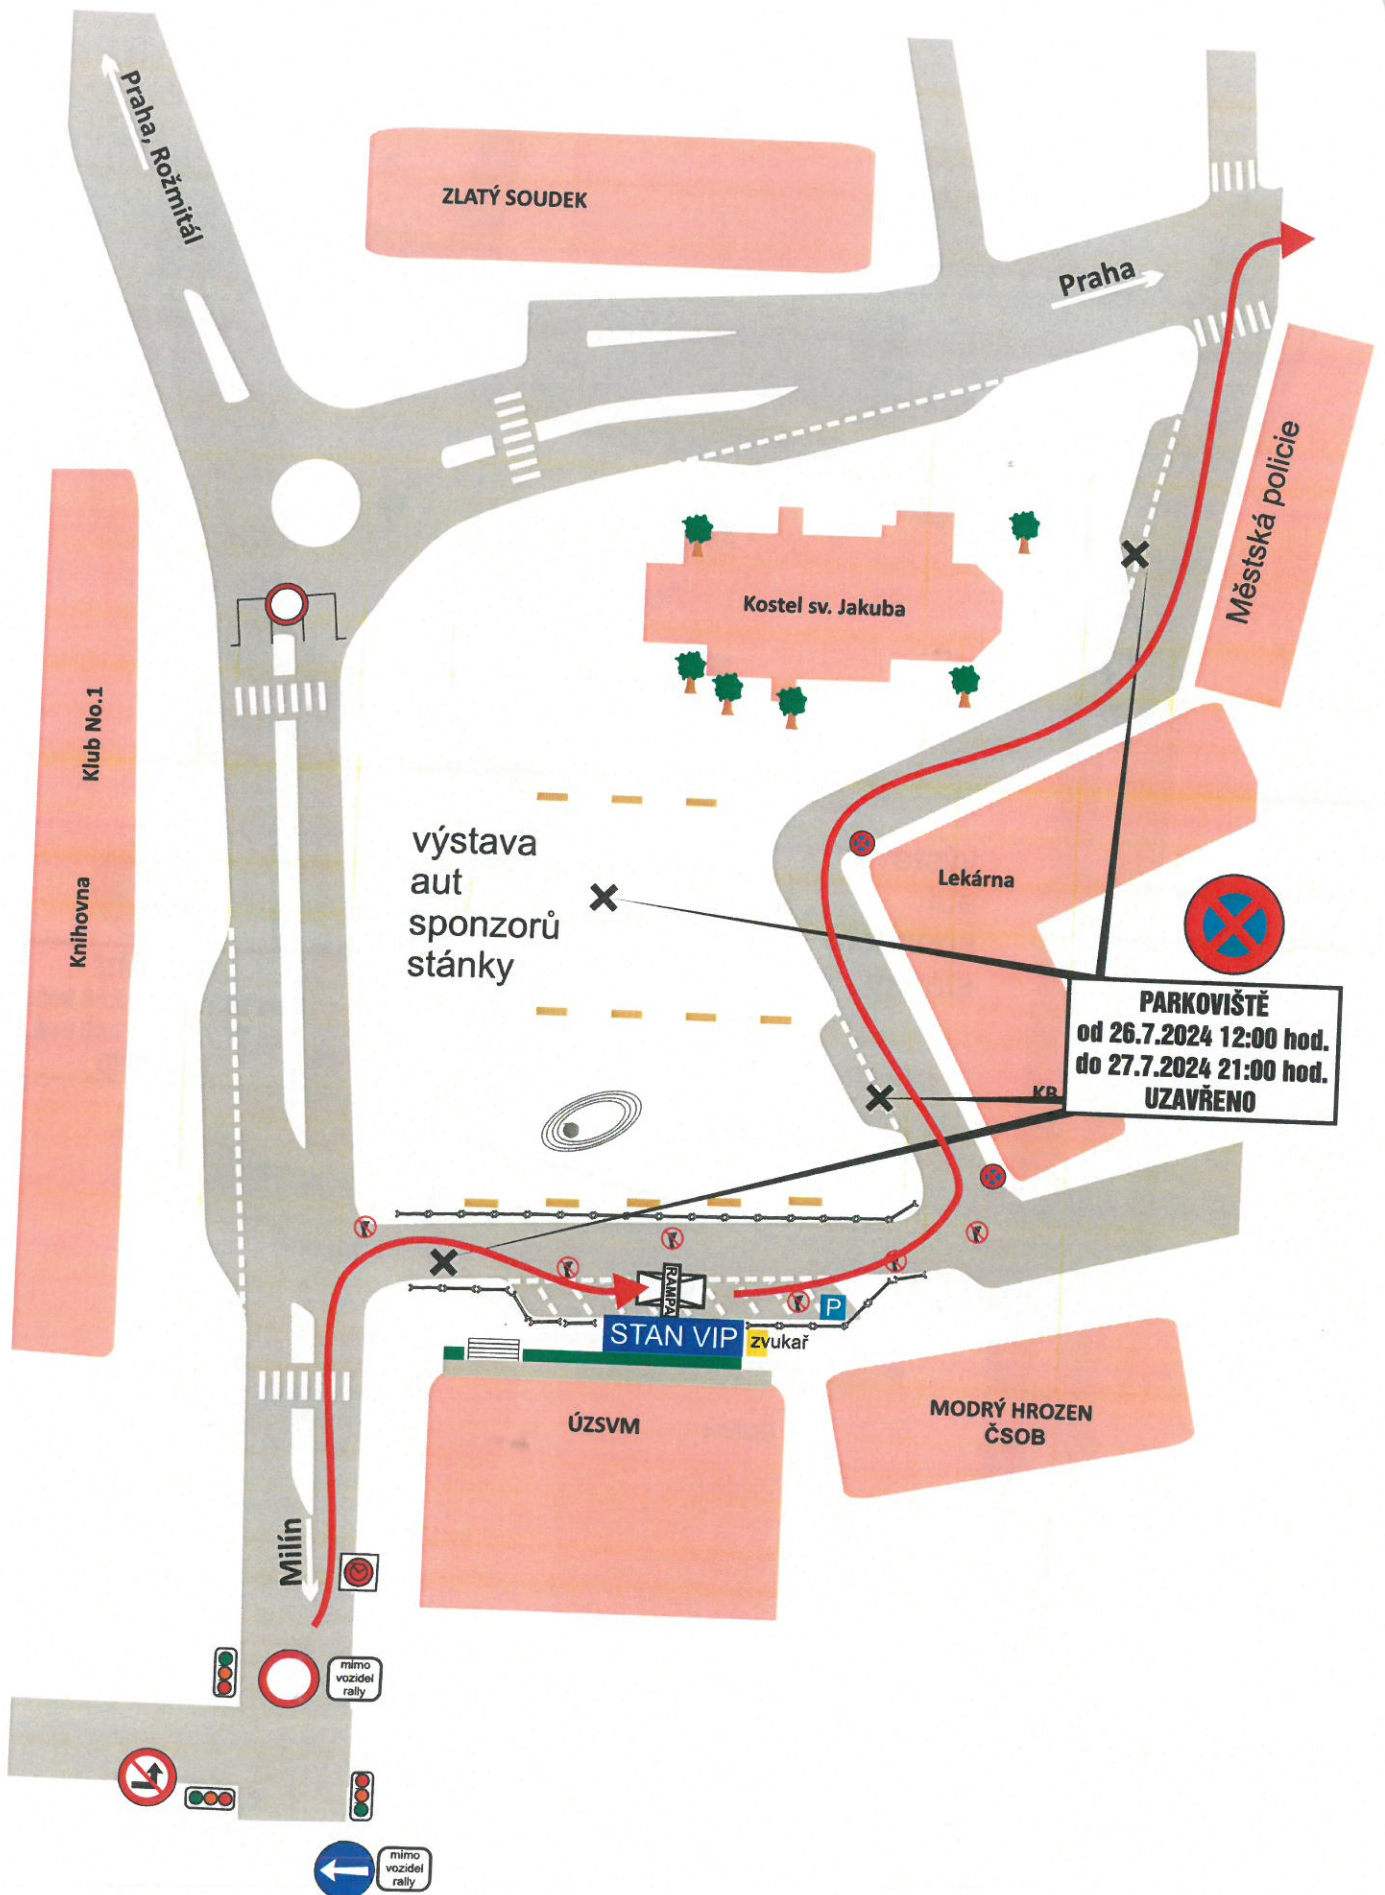 Praha, Rožmitál
ZLATÝ SOUDEK
Praha
Městská policie
Kostel sv. Jakuba
Klub No.1
Knihovna
výstava
aut
sponzorů
stánky
Lekárna
PARKOVIŠTĚ
od 26.7.2024 12:00 hod.
do 27.7.2024 21:00 hod.
UZAVŘENO
KB
RAMPA
P
STAN VIP
zvukař
ÚZSVM
MODRÝ HROZEN
ČSOB
Milín
mimo
vozidel
rally
mimo
vozidel
rally